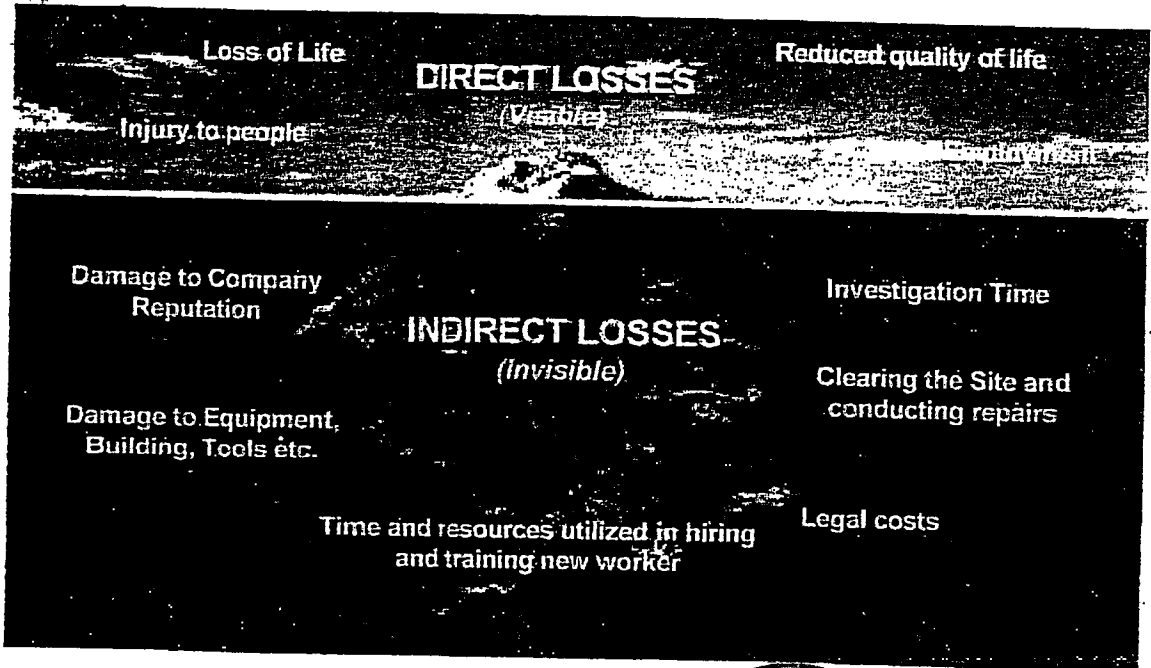 Loss of Life
Reduced quality of life
DIRECT LOSSES
(Visible)
Injury to people
Employment
Damage to Company
Reputation
Investigation Time
INDIRECT LOSSES
(Invisible)
Clearing the Site and
conducting repairs
Damage to Equipment,
Building, Tools etc.
Legal costs
Time and resources utilized in hiring
and training new worker